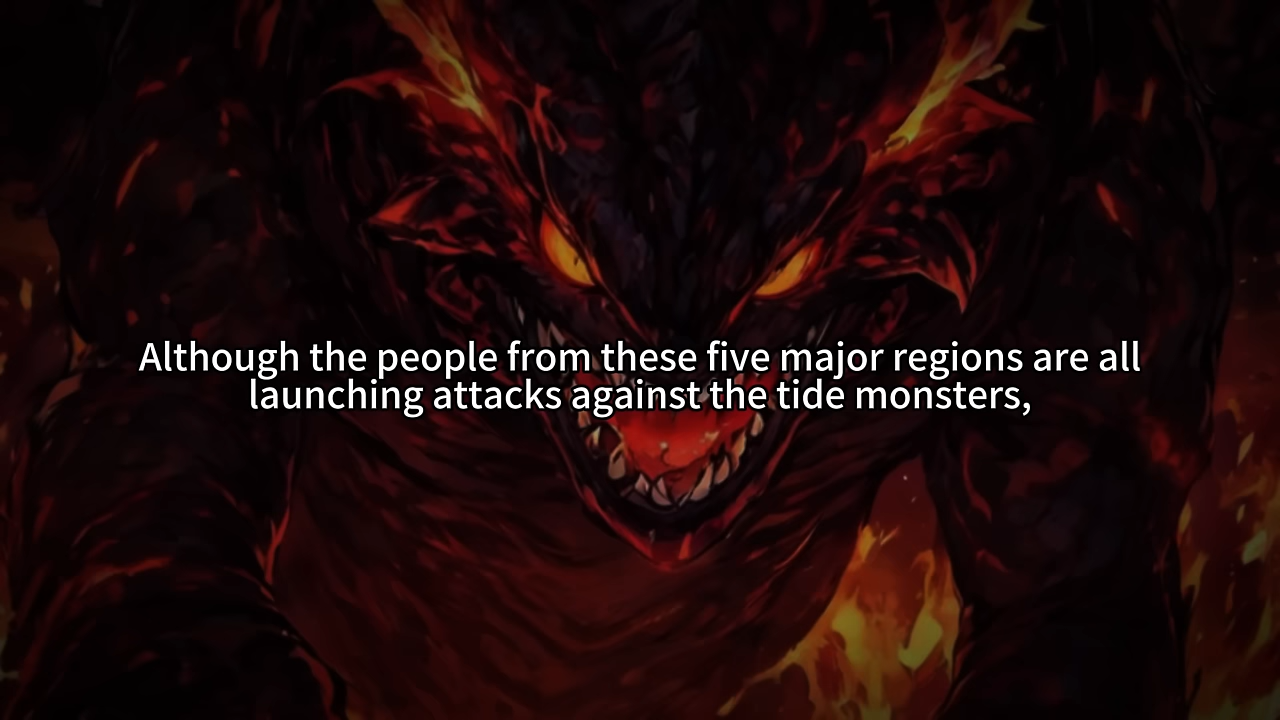 Although the people from these five major regions are all
launching attacks against the tide monsters,